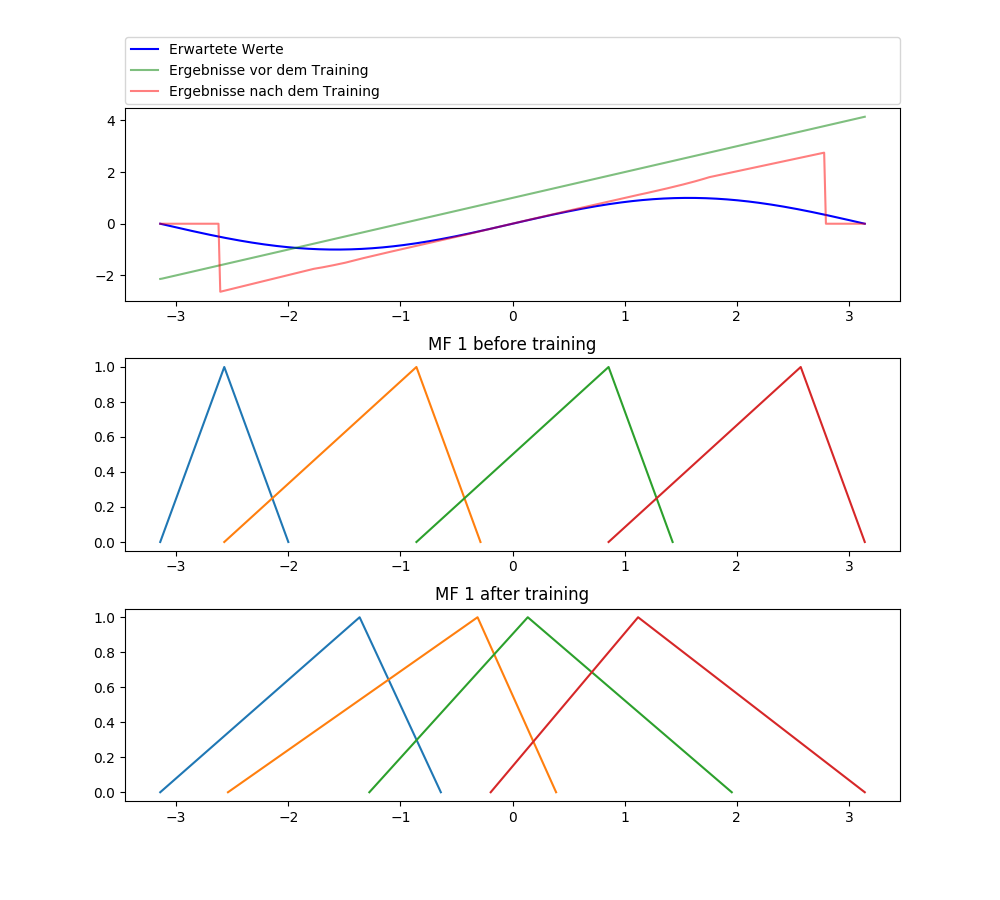 Erwartete Werte
Ergebnisse vor dem Training
Ergebnisse nach dem Training
4
2
0
−2
−3 −2 −1 0 1 2 3
MF 1 before training
1.0
0.8
0.6
0.4
0.2
0.0
−3 −2 −1 0 1 2 3
MF 1 after training
1.0
0.8
0.6
0.4
0.2
0.0
−3 −2 −1 0 1 2 3